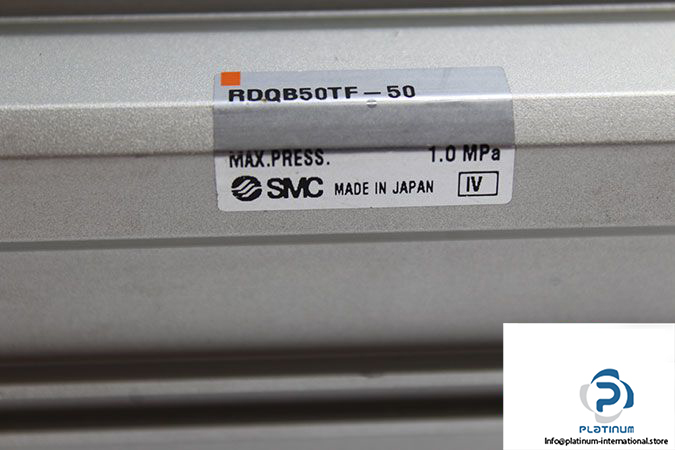 RDQB50TF-50
MAX.PRESS. 1.0 MPa
SMC MADE IN JAPAN IV
PLATINUM
Info@platinum-international.store